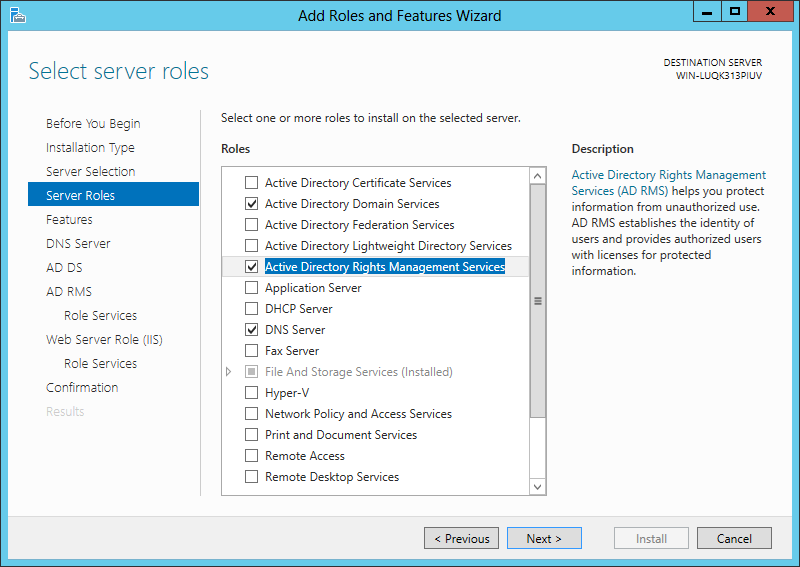 Add Roles and Features Wizard
Select server roles
DESTINATION SERVER
WIN-LUQK313PIUV
Before You Begin
Installation Type
Server Selection
Server Roles
Features
DNS Server
AD DS
AD RMS
Role Services
Web Server Role (IIS)
Role Services
Confirmation
Results
Select one or more roles to install on the selected server.
Roles
Active Directory Certificate Services
Active Directory Domain Services
Active Directory Federation Services
Active Directory Lightweight Directory Services
Active Directory Rights Management Services
Application Server
DHCP Server
DNS Server
Fax Server
File And Storage Services (Installed)
Hyper-V
Network Policy and Access Services
Print and Document Services
Remote Access
Remote Desktop Services
Description
Active Directory Rights Management
Services (AD RMS) helps you protect
information from unauthorized use.
AD RMS establishes the identity of
users and provides authorized users
with licenses for protected
information.
< Previous
Next >
Install
Cancel